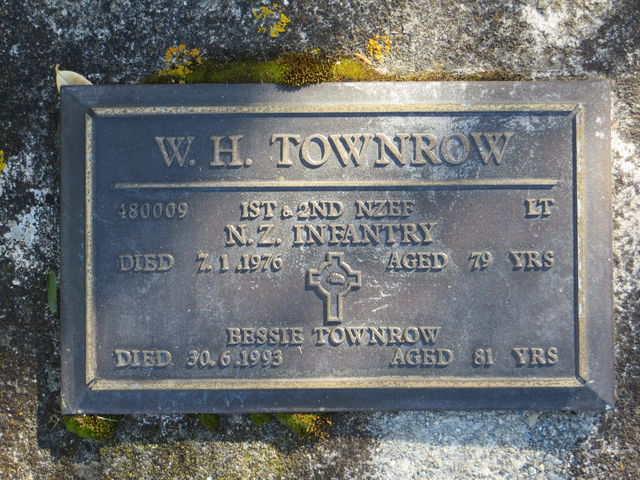 W. H. TOWNROW
480009 1ST & 2ND NZEF LT
N.Z. INFANTRY
DIED 7.1.1976 AGED 79 YRS
BESSIE TOWNROW
DIED 30.6.1993 AGED 81 YRS